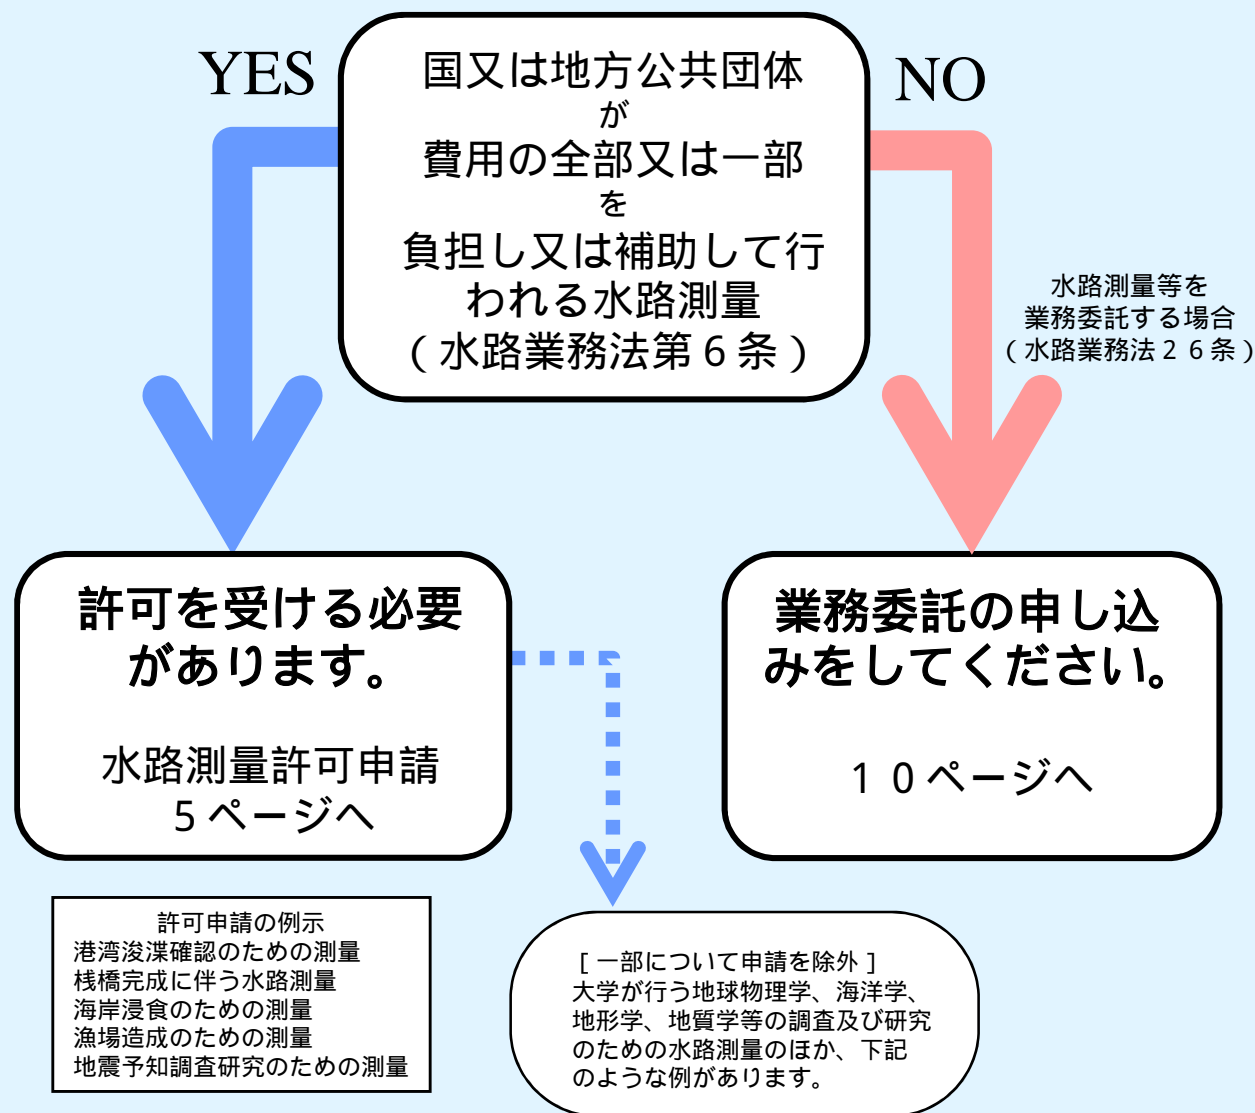 YES
国又は地方公共団体
が
費用の全部又は一部
を
負担し又は補助して行
われる水路測量
（水路業務法第６条）
NO
水路測量等を
業務委託する場合
（水路業務法２６条）
許可を受ける必要
があります。
水路測量許可申請
５ページへ
業務委託の申し込
みをしてください。
１０ページへ
許可申請の例示
港湾浚渫確認のための測量
桟橋完成に伴う水路測量
海岸浸食のための測量
漁場造成のための測量
地震予知調査研究のための測量
［一部について申請を除外］
大学が行う地球物理学、海洋学、
地形学、地質学等の調査及び研究
のための水路測量のほか、下記
のような例があります。